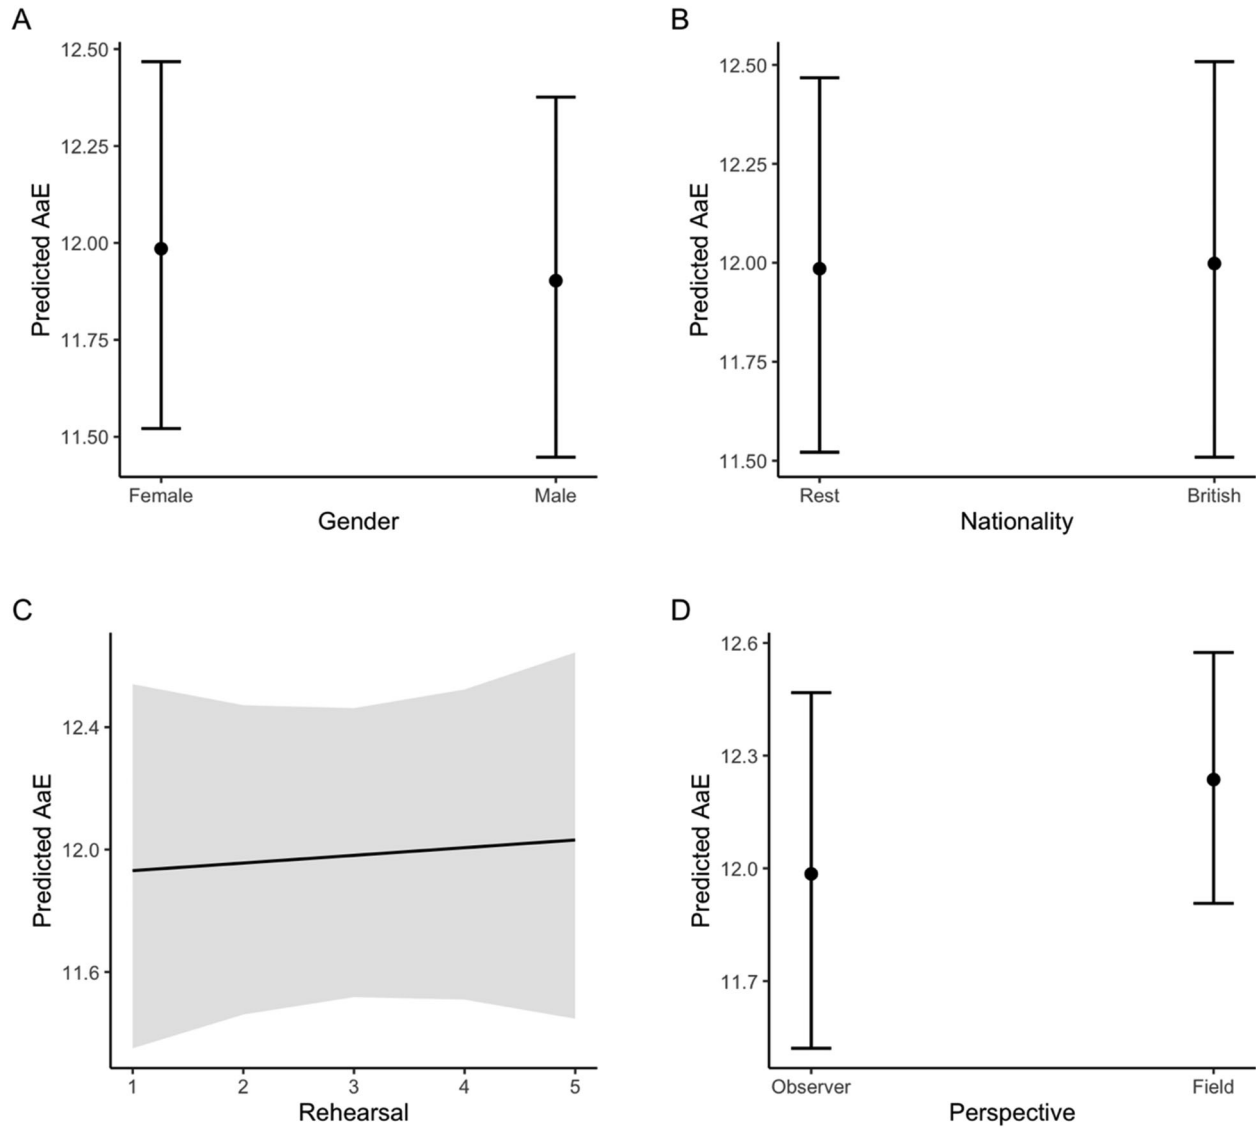 A
Predicted AaE
12.50
12.25
12.00
11.75
11.50
Female Male
Gender
B
Predicted AaE
12.50
12.25
12.00
11.75
11.50
Rest British
Nationality
C
Predicted AaE
12.4
12.0
11.6
1 2 3 4 5
Rehearsal
D
Predicted AaE
12.6
12.3
12.0
11.7
Observer Field
Perspective